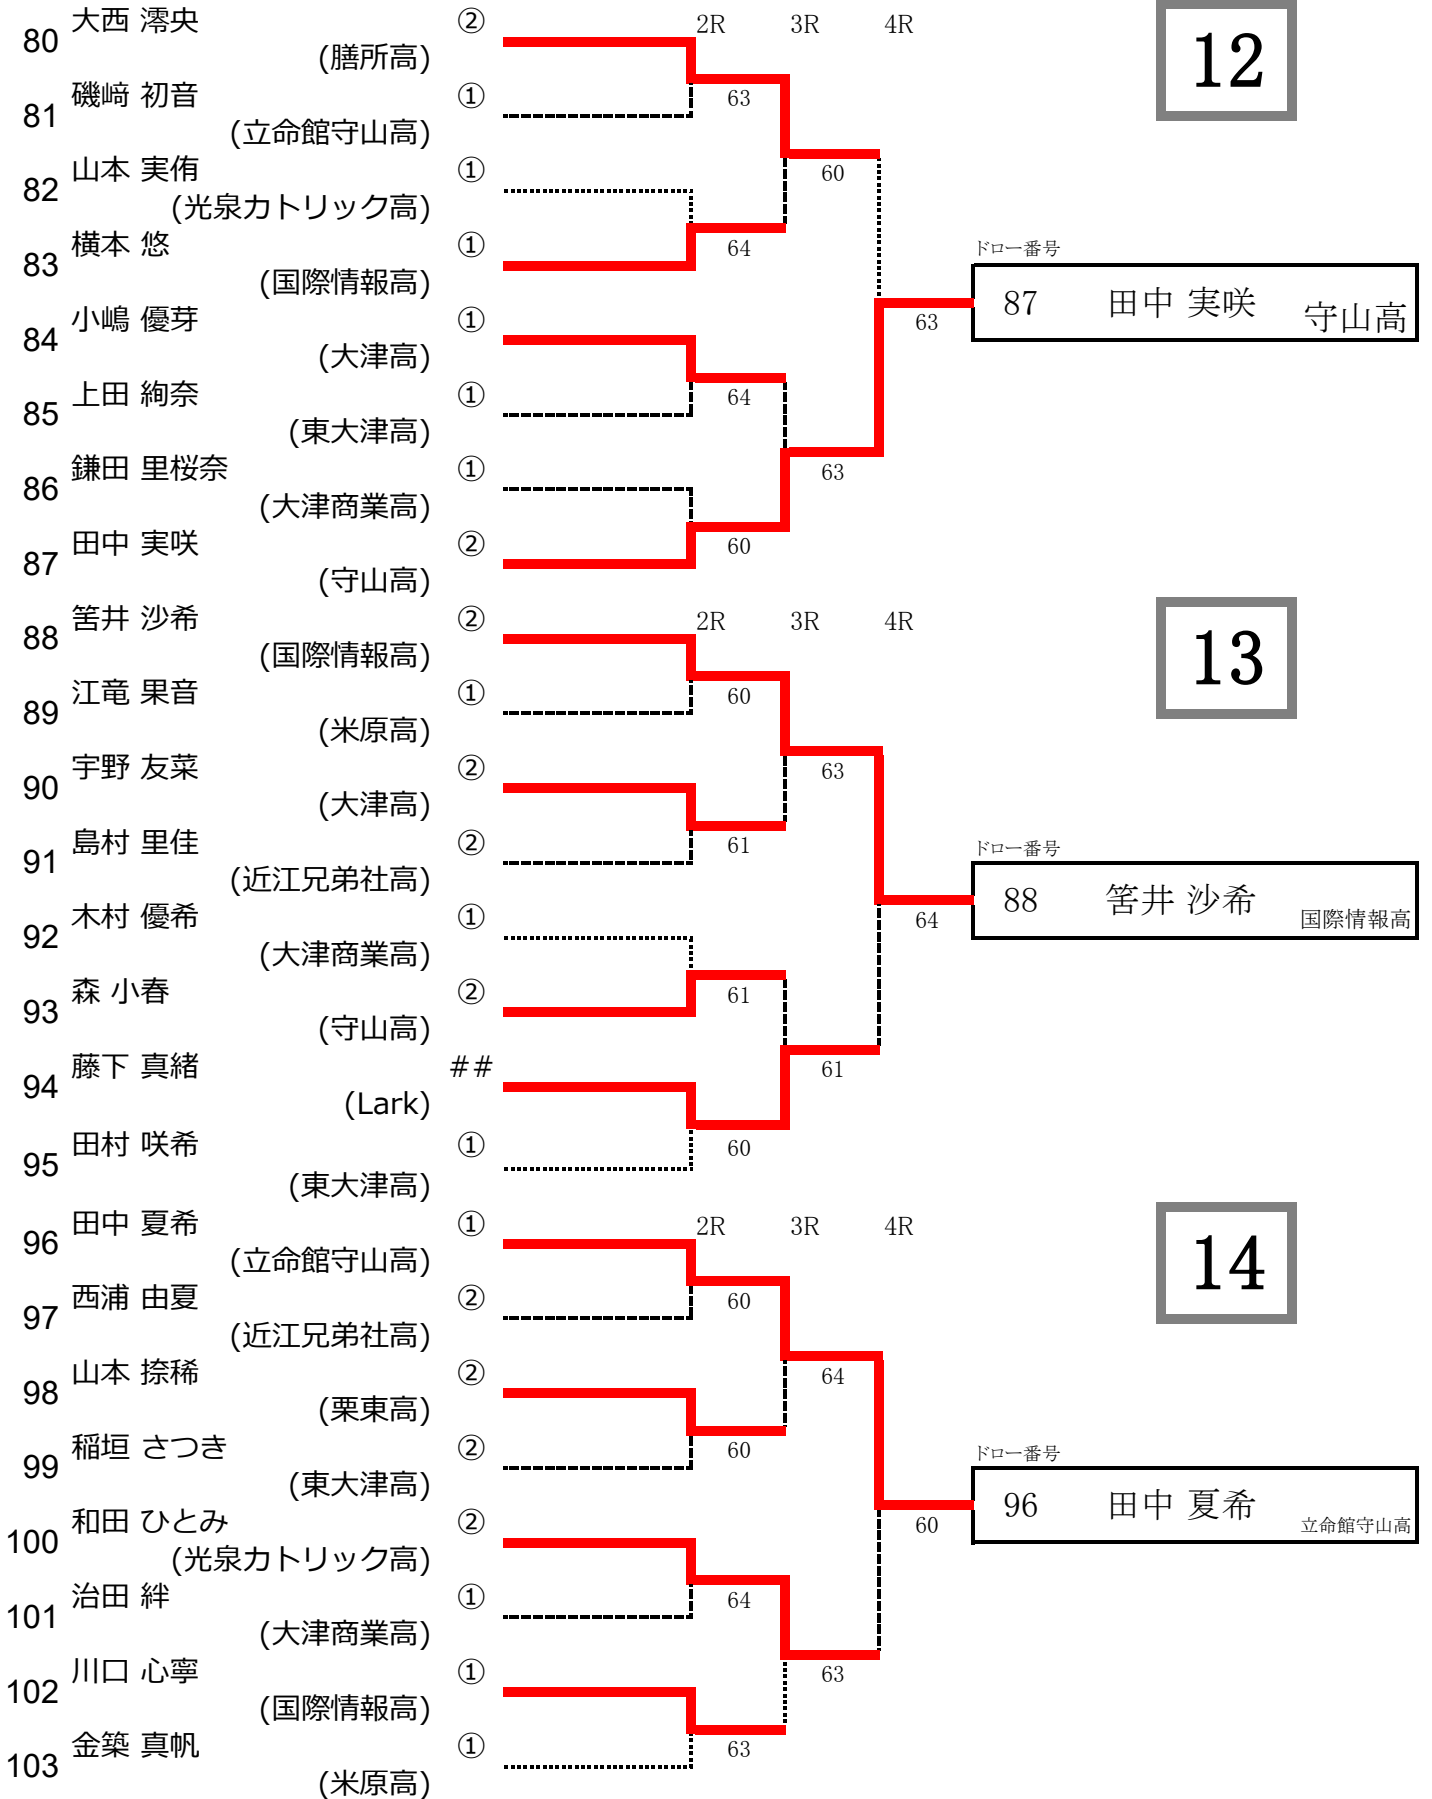 80 大西 澪央 ② 2R 3R 4R 12
(膳所高)
81 磯﨑 初音 ① 63
(立命館守山高)
82 山本 実侑 ① 60
(光泉カトリック高)
83 横本 悠 ① 64 ドロー番号
(国際情報高)
84 小嶋 優芽 ① 63 87 田中 実咲 守山高
(大津高)
85 上田 絢奈 ① 64
(東大津高)
86 鎌田 里桜奈 ① 63
(大津商業高)
87 田中 実咲 ② 60
(守山高)
88 筈井 沙希 ② 2R 3R 4R 13
(国際情報高)
89 江竜 果音 ① 60
(米原高)
90 宇野 友菜 ② 63
(大津高)
91 島村 里佳 ② 61 ドロー番号
(近江兄弟社高)
92 木村 優希 ① 64 88 筈井 沙希 国際情報高
(大津商業高)
93 森 小春 ② 61
(守山高)
94 藤下 真緒 ## 61
(Lark)
95 田村 咲希 ① 60
(東大津高)
96 田中 夏希 ① 2R 3R 4R 14
(立命館守山高)
97 西浦 由夏 ② 60
(近江兄弟社高)
98 山本 捺稀 ② 64
(栗東高)
99 稲垣 さつき ② 60 ドロー番号
(東大津高)
100 和田 ひとみ ② 60 96 田中 夏希 立命館守山高
(光泉カトリック高)
101 治田 絆 ① 64
(大津商業高)
102 川口 心寧 ① 63
(国際情報高)
103 金築 真帆 ① 63
(米原高)